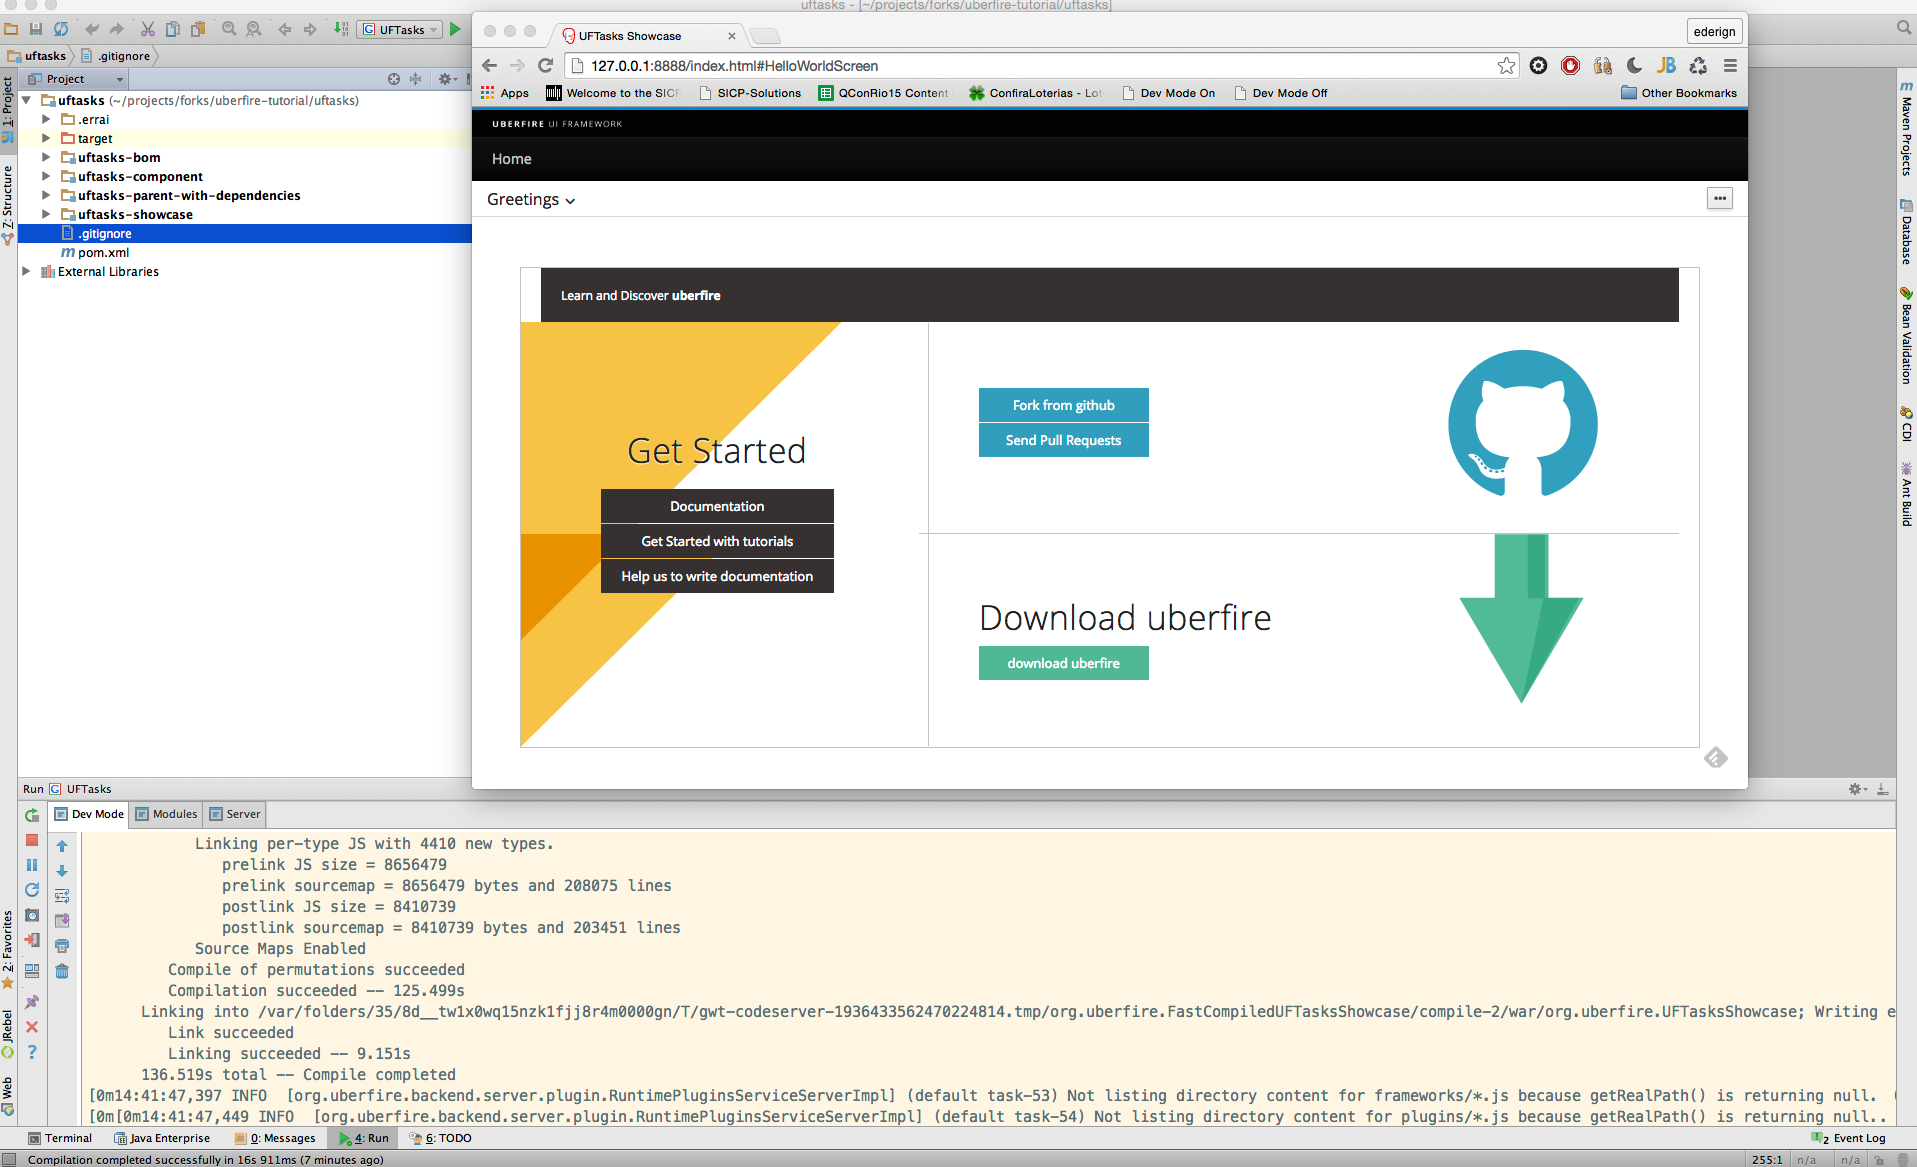 uftasks - [~/projects/forks/uberfire-tutorial/uftasks]
UFTasks
uftasks .gitignore
Project
uftasks (~/projects/forks/uberfire-tutorial/uftasks)
.errai
target
uftasks-bom
uftasks-component
uftasks-parent-with-dependencies
uftasks-showcase
.gitignore
pom.xml
External Libraries
1: Project
Z: Structure
2: Favorites
JRebel
Web
UFTasks Showcase
ederign
127.0.0.1:8888/index.html#HelloWorldScreen
Apps Welcome to the SICP SICP-Solutions QConRio15 Content ConfiraLoterias - Lot Dev Mode On Dev Mode Off Other Bookmarks
UBERFIRE UI FRAMEWORK
Home
Greetings
Learn and Discover uberfire
Get Started
Documentation
Get Started with tutorials
Help us to write documentation
Fork from github
Send Pull Requests
Download uberfire
download uberfire
Maven Projects
Database
Bean Validation
CDI
Ant Build
Run UFTasks
Dev Mode Modules Server
Linking per-type JS with 4410 new types.
prelink JS size = 8656479
prelink sourcemap = 8656479 bytes and 208075 lines
postlink JS size = 8410739
postlink sourcemap = 8410739 bytes and 203451 lines
Source Maps Enabled
Compile of permutations succeeded
Compilation succeeded -- 125.499s
Linking into /var/folders/35/8d__tw1x0wq15nzk1fjj8r4m0000gn/T/gwt-codeserver-1936433562470224814.tmp/org.uberfire.FastCompiledUFTasksShowcase/compile-2/war/org.uberfire.UFTasksShowcase; Writing e
Link succeeded
Linking succeeded -- 9.151s
136.519s total -- Compile completed
[0m14:41:47,397 INFO  [org.uberfire.backend.server.plugin.RuntimePluginsServiceServerImpl] (default task-53) Not listing directory content for frameworks/*.js because getRealPath() is returning null.
[0m[0m14:41:47,449 INFO  [org.uberfire.backend.server.plugin.RuntimePluginsServiceServerImpl] (default task-54) Not listing directory content for plugins/*.js because getRealPath() is returning null..
Terminal Java Enterprise 0: Messages 4: Run 6: TODO 2 Event Log
Compilation completed successfully in 16s 911ms (7 minutes ago) 255:1 n/a n/a